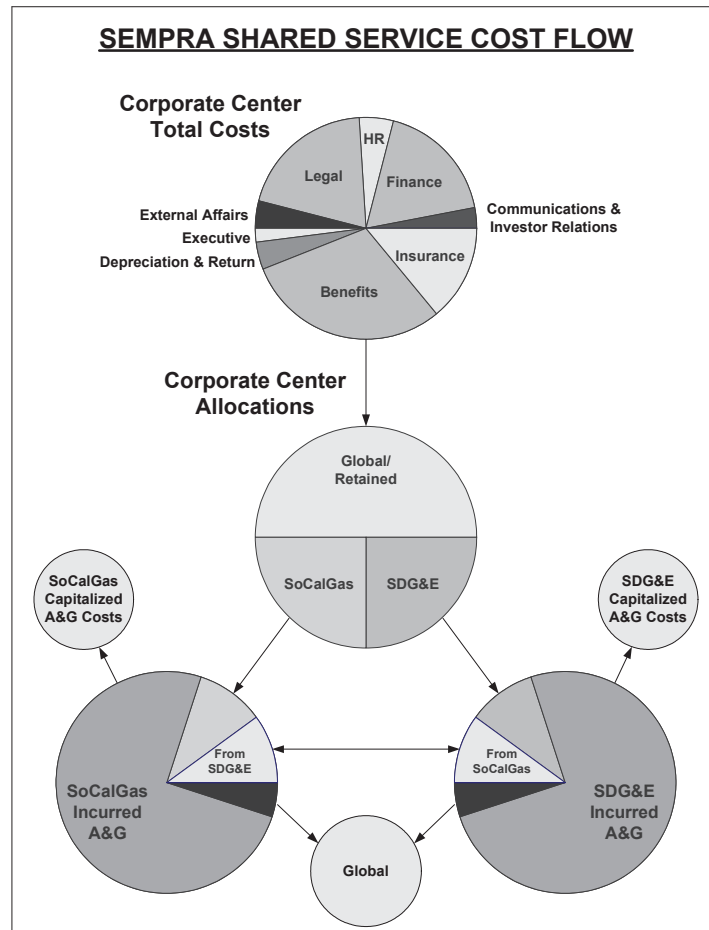 SEMPRA SHARED SERVICE COST FLOW
Corporate Center
Total Costs
HR
Legal
Finance
External Affairs
Communications &
Investor Relations
Executive
Depreciation & Return
Insurance
Benefits
Corporate Center
Allocations
Global/
Retained
SoCalGas
SDG&E
SoCalGas
Capitalized
A&G Costs
SDG&E
Capitalized
A&G Costs
From
SDG&E
SoCalGas
Incurred
A&G
From
SoCalGas
SDG&E
Incurred
A&G
Global